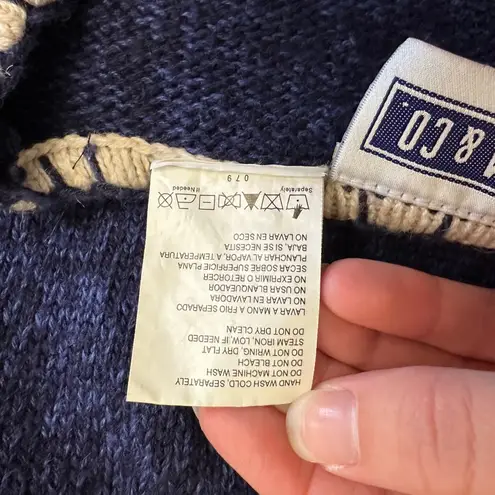 HAND WASH COLD, SEPARATELY
DO NOT MACHINE WASH
DO NOT BLEACH
DO NOT WRING, DRY FLAT
STEAM IRON, LOW, IF NEEDED
DO NOT DRY CLEAN
LAVAR A MANO A FRIO SEPARADO
NO LAVAR EN LAVADORA
NO USAR BLANQUEADOR
NO EXPRIMIR O RETORCER
SECAR SOBRE SUPERFICIE PLANA
PLANCHAR AL VAPOR, A TEMPERATURA
BAJA, SI SE NECESITA
NO LAVAR EN SECO
Separately If Needed
079
& CO.